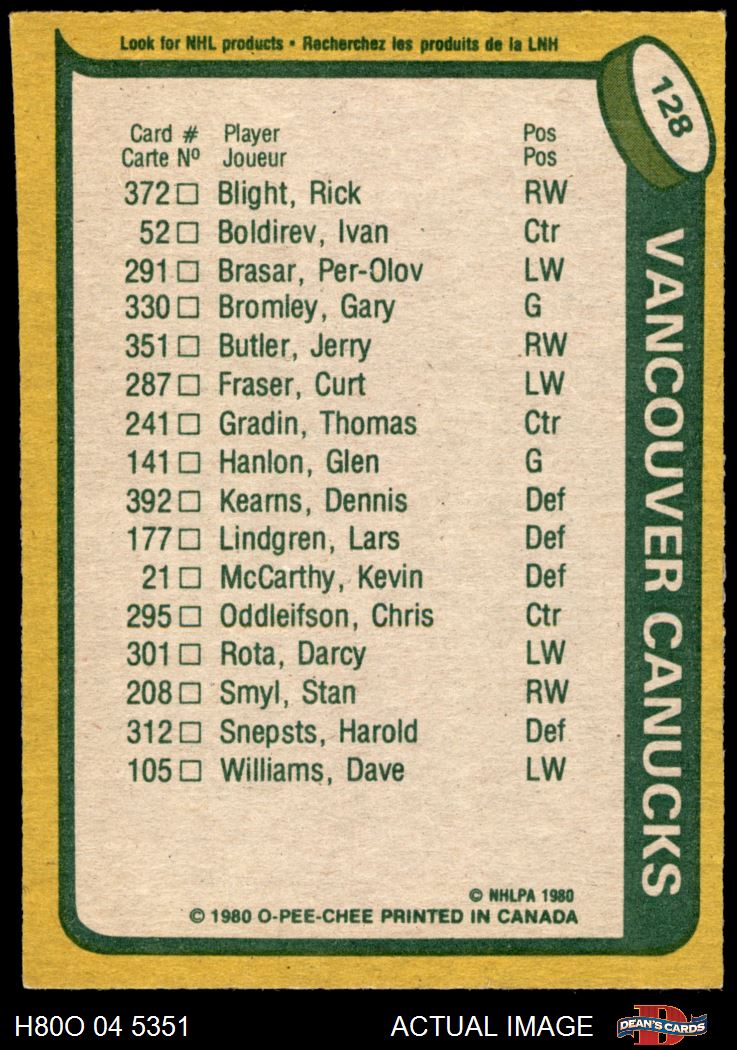 Look for NHL products • Recherchez les produits de la LNH
128
Card # Player Pos
Carte Nº Joueur Pos
372 □ Blight, Rick RW
52 □ Boldirev, Ivan Ctr
291 □ Brasar, Per-Olov LW
330 □ Bromley, Gary G
351 □ Butler, Jerry RW
287 □ Fraser, Curt LW
241 □ Gradin, Thomas Ctr
141 □ Hanlon, Glen G
392 □ Kearns, Dennis Def
177 □ Lindgren, Lars Def
21 □ McCarthy, Kevin Def
295 □ Oddleifson, Chris Ctr
301 □ Rota, Darcy LW
208 □ Smyl, Stan RW
312 □ Snepsts, Harold Def
105 □ Williams, Dave LW
VANCOUVER CANUCKS
© NHLPA 1980
© 1980 O-PEE-CHEE PRINTED IN CANADA
H80O 04 5351 ACTUAL IMAGE
D
DEAN'S CARDS